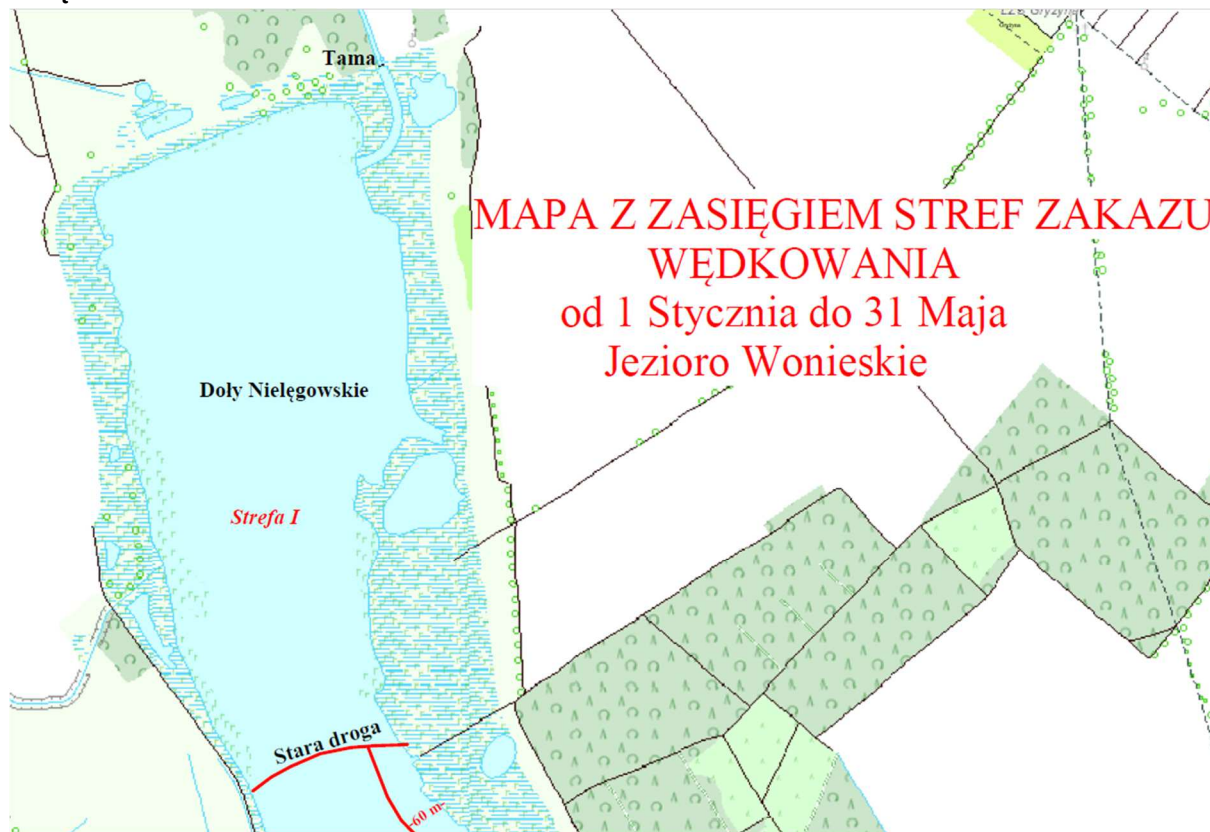 Tama
MAPA Z ZASIĘGIEM STREF ZAKAZU
WĘDKOWANIA
od 1 Stycznia do 31 Maja
Jezioro Wonieskie
Doły Nielęgowskie
Strefa I
Stara droga
-60 m-